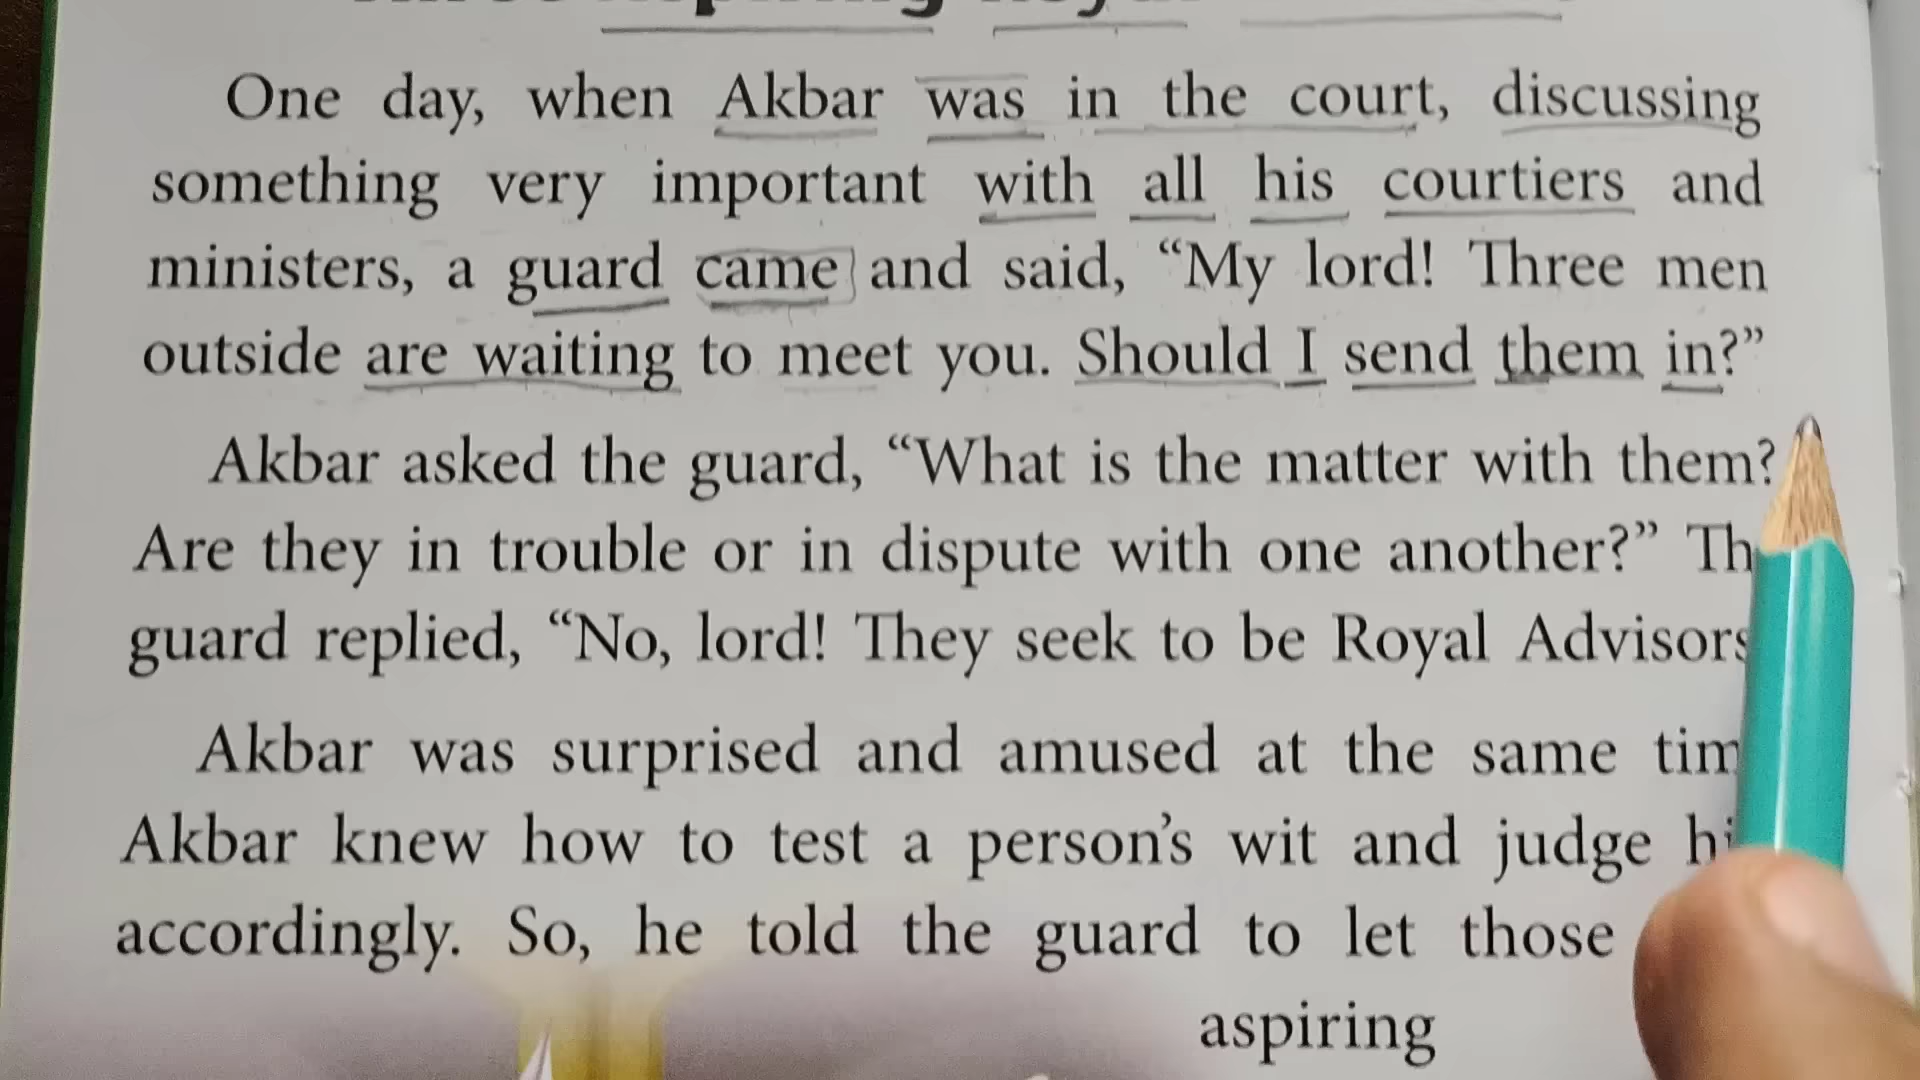 One day, when Akbar was in the court, discussing
something very important with all his courtiers and
ministers, a guard came and said, “My lord! Three men
outside are waiting to meet you. Should I send them in?”
Akbar asked the guard, “What is the matter with them?
Are they in trouble or in dispute with one another?” Th
guard replied, “No, lord! They seek to be Royal Advisors
Akbar was surprised and amused at the same tim
Akbar knew how to test a person’s wit and judge hi
accordingly. So, he told the guard to let those
aspiring